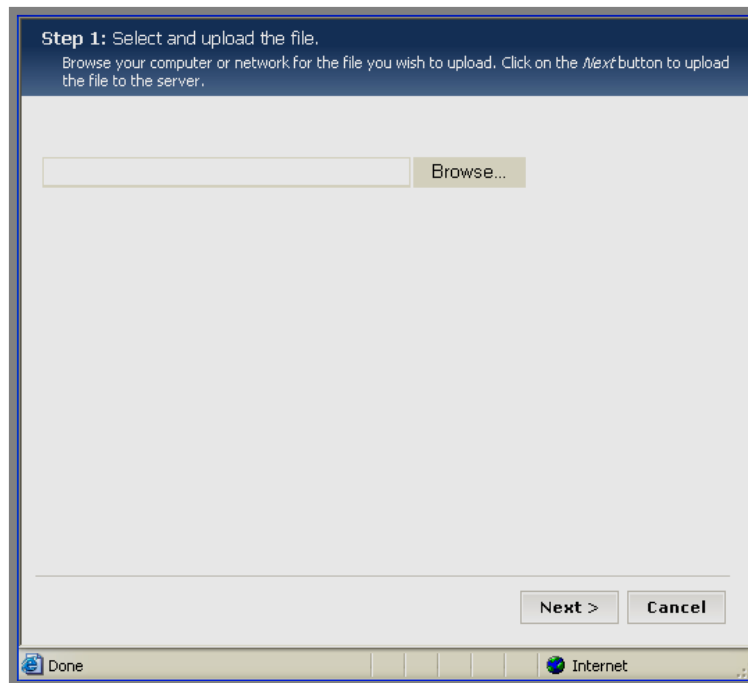 Step 1: Select and upload the file.
Browse your computer or network for the file you wish to upload. Click on the Next button to upload
the file to the server.
Browse...
Next > Cancel
Done Internet